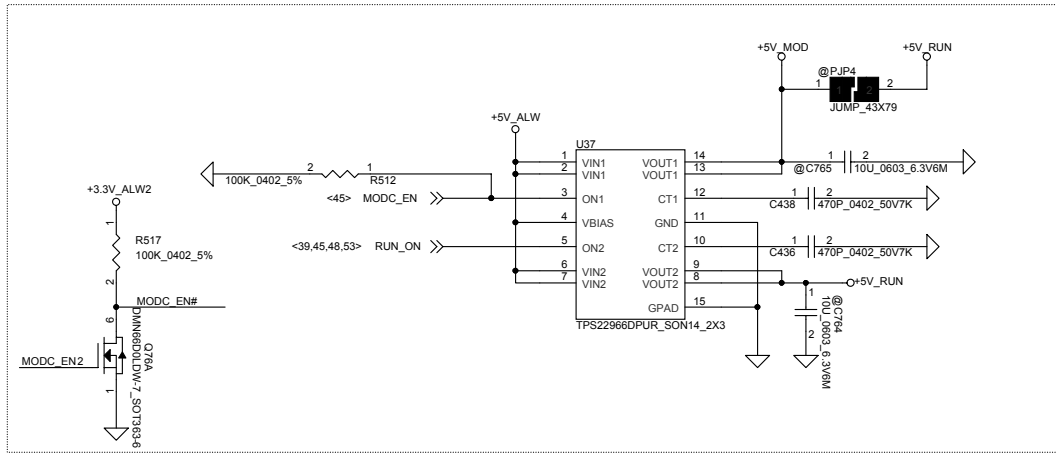 +5V_MOD
+5V_RUN
@PJP4
1
1
2
2
JUMP_43X79
+5V_ALW
U37
1
VIN1
VOUT1
14
2
VIN1
VOUT1
13
@C765
1
2
10U_0603_6.3V6M
2
1
100K_0402_5%
R512
<45>
MODC_EN
3
ON1
CT1
12
C438
1
2
470P_0402_50V7K
4
VBIAS
GND
11
<39,45,48,53>
RUN_ON
5
ON2
CT2
10
C436
1
2
470P_0402_50V7K
6
VIN2
VOUT2
9
7
VIN2
VOUT2
8
+5V_RUN
GPAD
15
TPS22966DPUR_SON14_2X3
1
2
@C764
10U_0603_6.3V6M
+3.3V_ALW2
1
R517
100K_0402_5%
2
MODC_EN#
6
MODC_EN2
1
Q76A
DMN66D0LDW-7_SOT363-6